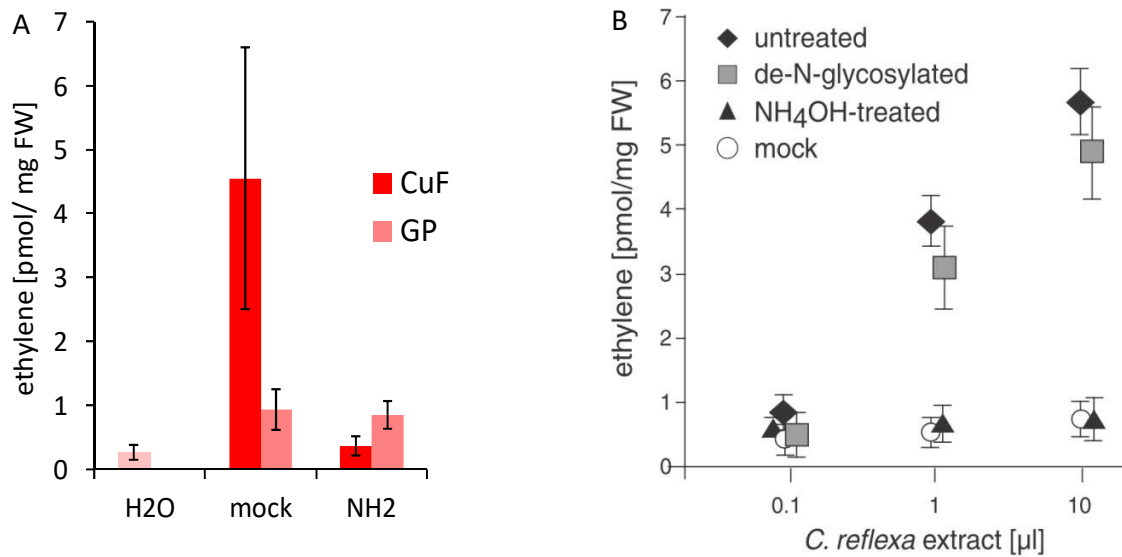 A
ethylene [pmol/ mg FW]
7
6
5
4
3
2
1
0
CuF
GP
H2O mock NH2
B
ethylene [pmol/mg FW]
7
6
5
4
3
2
1
0
untreated
de-N-glycosylated
NH4OH-treated
mock
0.1 1 10
C. reflexa extract [µl]